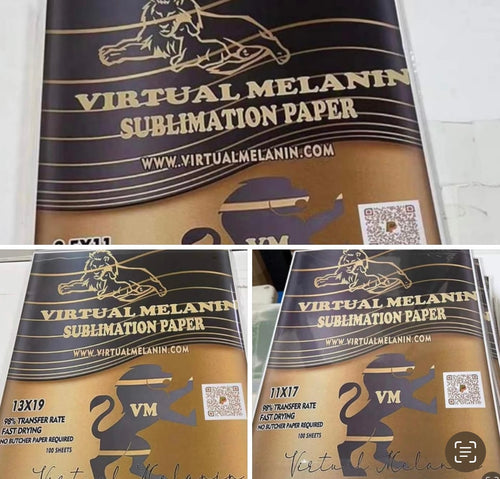 VIRTUAL MELANIN
SUBLIMATION PAPER
WWW.VIRTUALMELANIN.COM
VM
VIRTUAL MELANIN
SUBLIMATION PAPER
WWW.VIRTUALMELANIN.COM
13X19
98% TRANSFER RATE
FAST DRYING
NO BUTCHER PAPER REQUIRED
100 SHEETS
VM
Virtual Melanin
VIRTUAL MELANIN
SUBLIMATION PAPER
WWW.VIRTUALMELANIN.COM
11X17
98% TRANSFER RATE
FAST DRYING
NO BUTCHER PAPER REQUIRED
100 SHEETS
VM
Virtual Melan